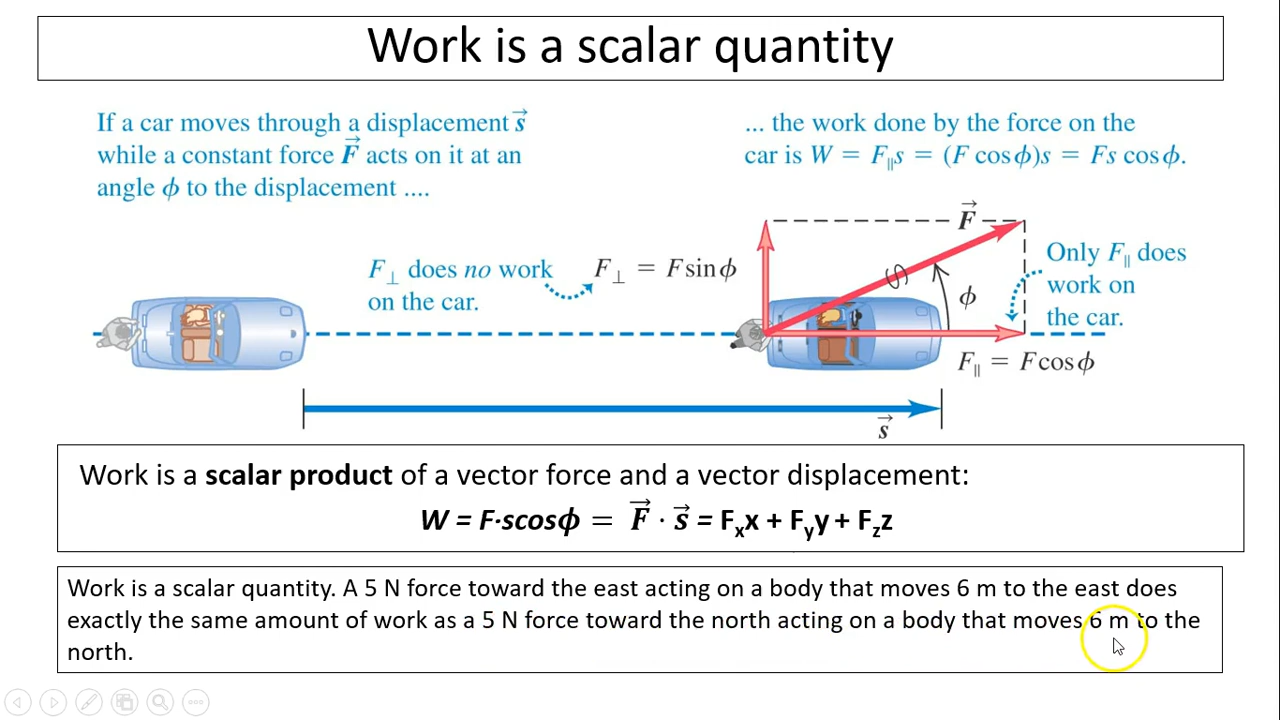 Work is a scalar quantity
If a car moves through a displacement s⃗
while a constant force F⃗ acts on it at an
angle ϕ to the displacement ....
... the work done by the force on the
car is W = F∥s = (F cosϕ)s = Fs cosϕ.
F⊥ does no work
on the car.
F⊥ = F sinϕ
F⃗
ϕ
Only F∥ does
work on
the car.
F∥ = F cosϕ
s⃗
Work is a scalar product of a vector force and a vector displacement:
W = F·scosϕ = F⃗ · s⃗ = Fₓx + Fᵧy + F_z z
Work is a scalar quantity. A 5 N force toward the east acting on a body that moves 6 m to the east does
exactly the same amount of work as a 5 N force toward the north acting on a body that moves 6 m to the
north.